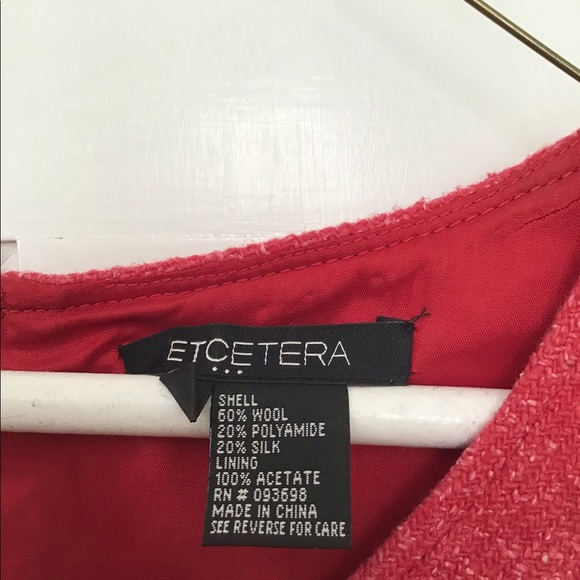 ETCETERA
SHELL
60% WOOL
20% POLYAMIDE
20% SILK
LINING
100% ACETATE
RN # 093698
MADE IN CHINA
SEE REVERSE FOR CARE